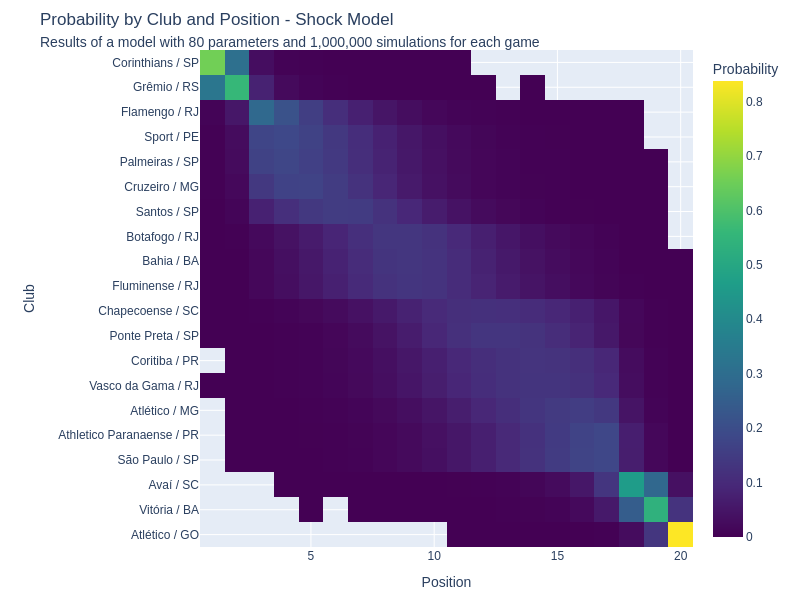 Probability by Club and Position - Shock Model
Results of a model with 80 parameters and 1,000,000 simulations for each game
Probability
Corinthians / SP
Grêmio / RS
Flamengo / RJ
Sport / PE
Palmeiras / SP
Cruzeiro / MG
Santos / SP
Botafogo / RJ
Bahia / BA
Fluminense / RJ
Chapecoense / SC
Ponte Preta / SP
Coritiba / PR
Vasco da Gama / RJ
Atlético / MG
Athletico Paranaense / PR
São Paulo / SP
Avaí / SC
Vitória / BA
Atlético / GO
Club
5
10
15
20
Position
0.8
0.7
0.6
0.5
0.4
0.3
0.2
0.1
0